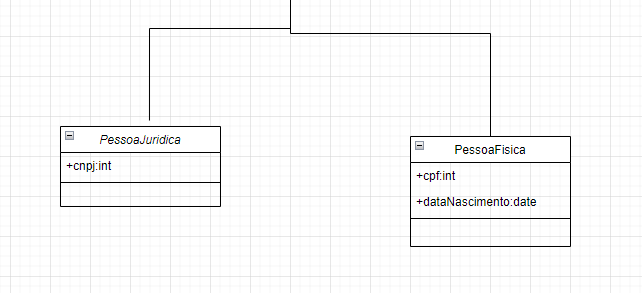 PessoaJuridica
+cnpj:int
PessoaFisica
+cpf:int
+dataNascimento:date